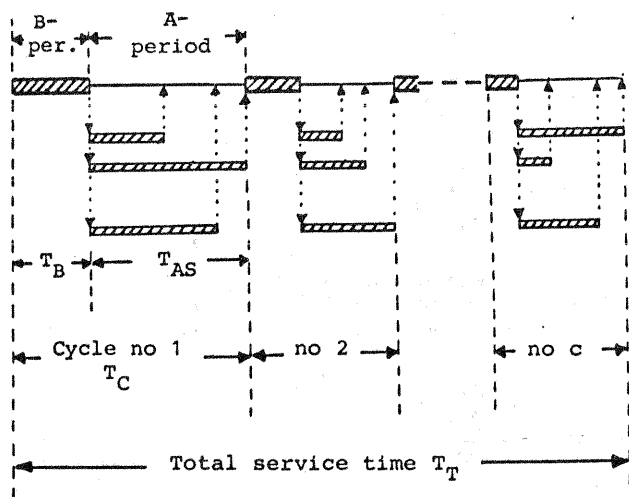 B- A-
per. period
T_B T_AS
Cycle no 1 no 2 no c
T_C
Total service time T_T